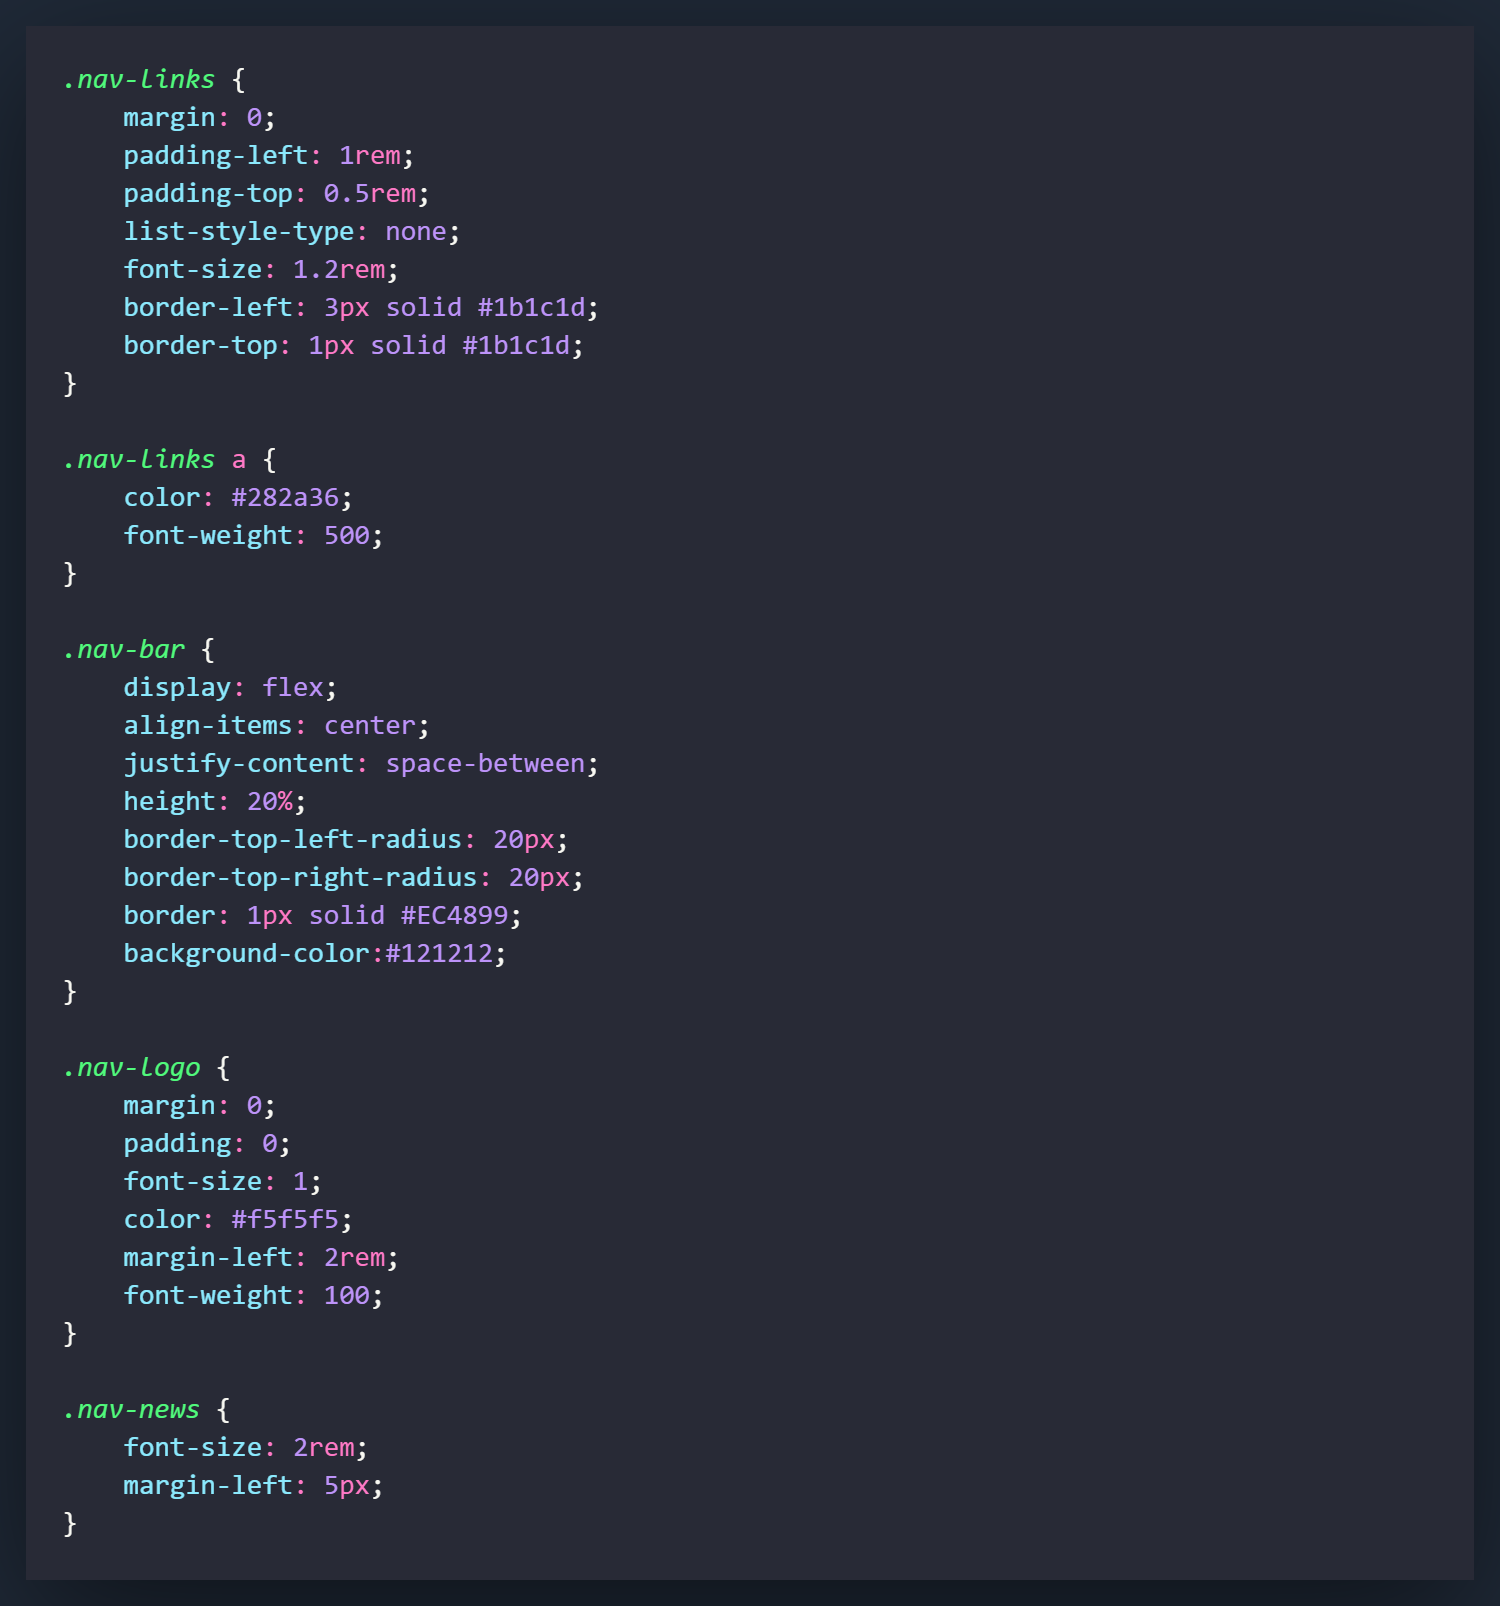 .nav-links {
    margin: 0;
    padding-left: 1rem;
    padding-top: 0.5rem;
    list-style-type: none;
    font-size: 1.2rem;
    border-left: 3px solid #1b1c1d;
    border-top: 1px solid #1b1c1d;
}

.nav-links a {
    color: #282a36;
    font-weight: 500;
}

.nav-bar {
    display: flex;
    align-items: center;
    justify-content: space-between;
    height: 20%;
    border-top-left-radius: 20px;
    border-top-right-radius: 20px;
    border: 1px solid #EC4899;
    background-color:#121212;
}

.nav-logo {
    margin: 0;
    padding: 0;
    font-size: 1;
    color: #f5f5f5;
    margin-left: 2rem;
    font-weight: 100;
}

.nav-news {
    font-size: 2rem;
    margin-left: 5px;
}